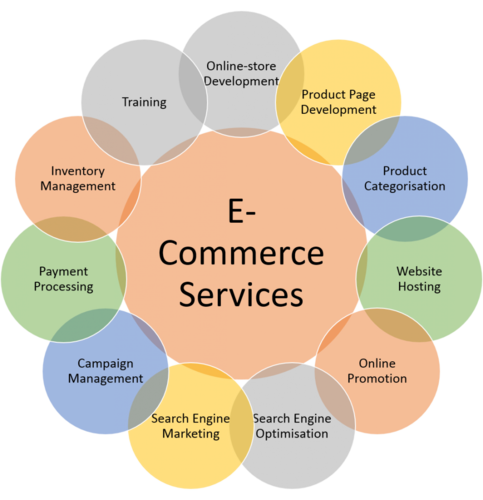 E-
Commerce
Services
Online-store
Development
Product Page
Development
Product
Categorisation
Website
Hosting
Online
Promotion
Search Engine
Optimisation
Search Engine
Marketing
Campaign
Management
Payment
Processing
Inventory
Management
Training